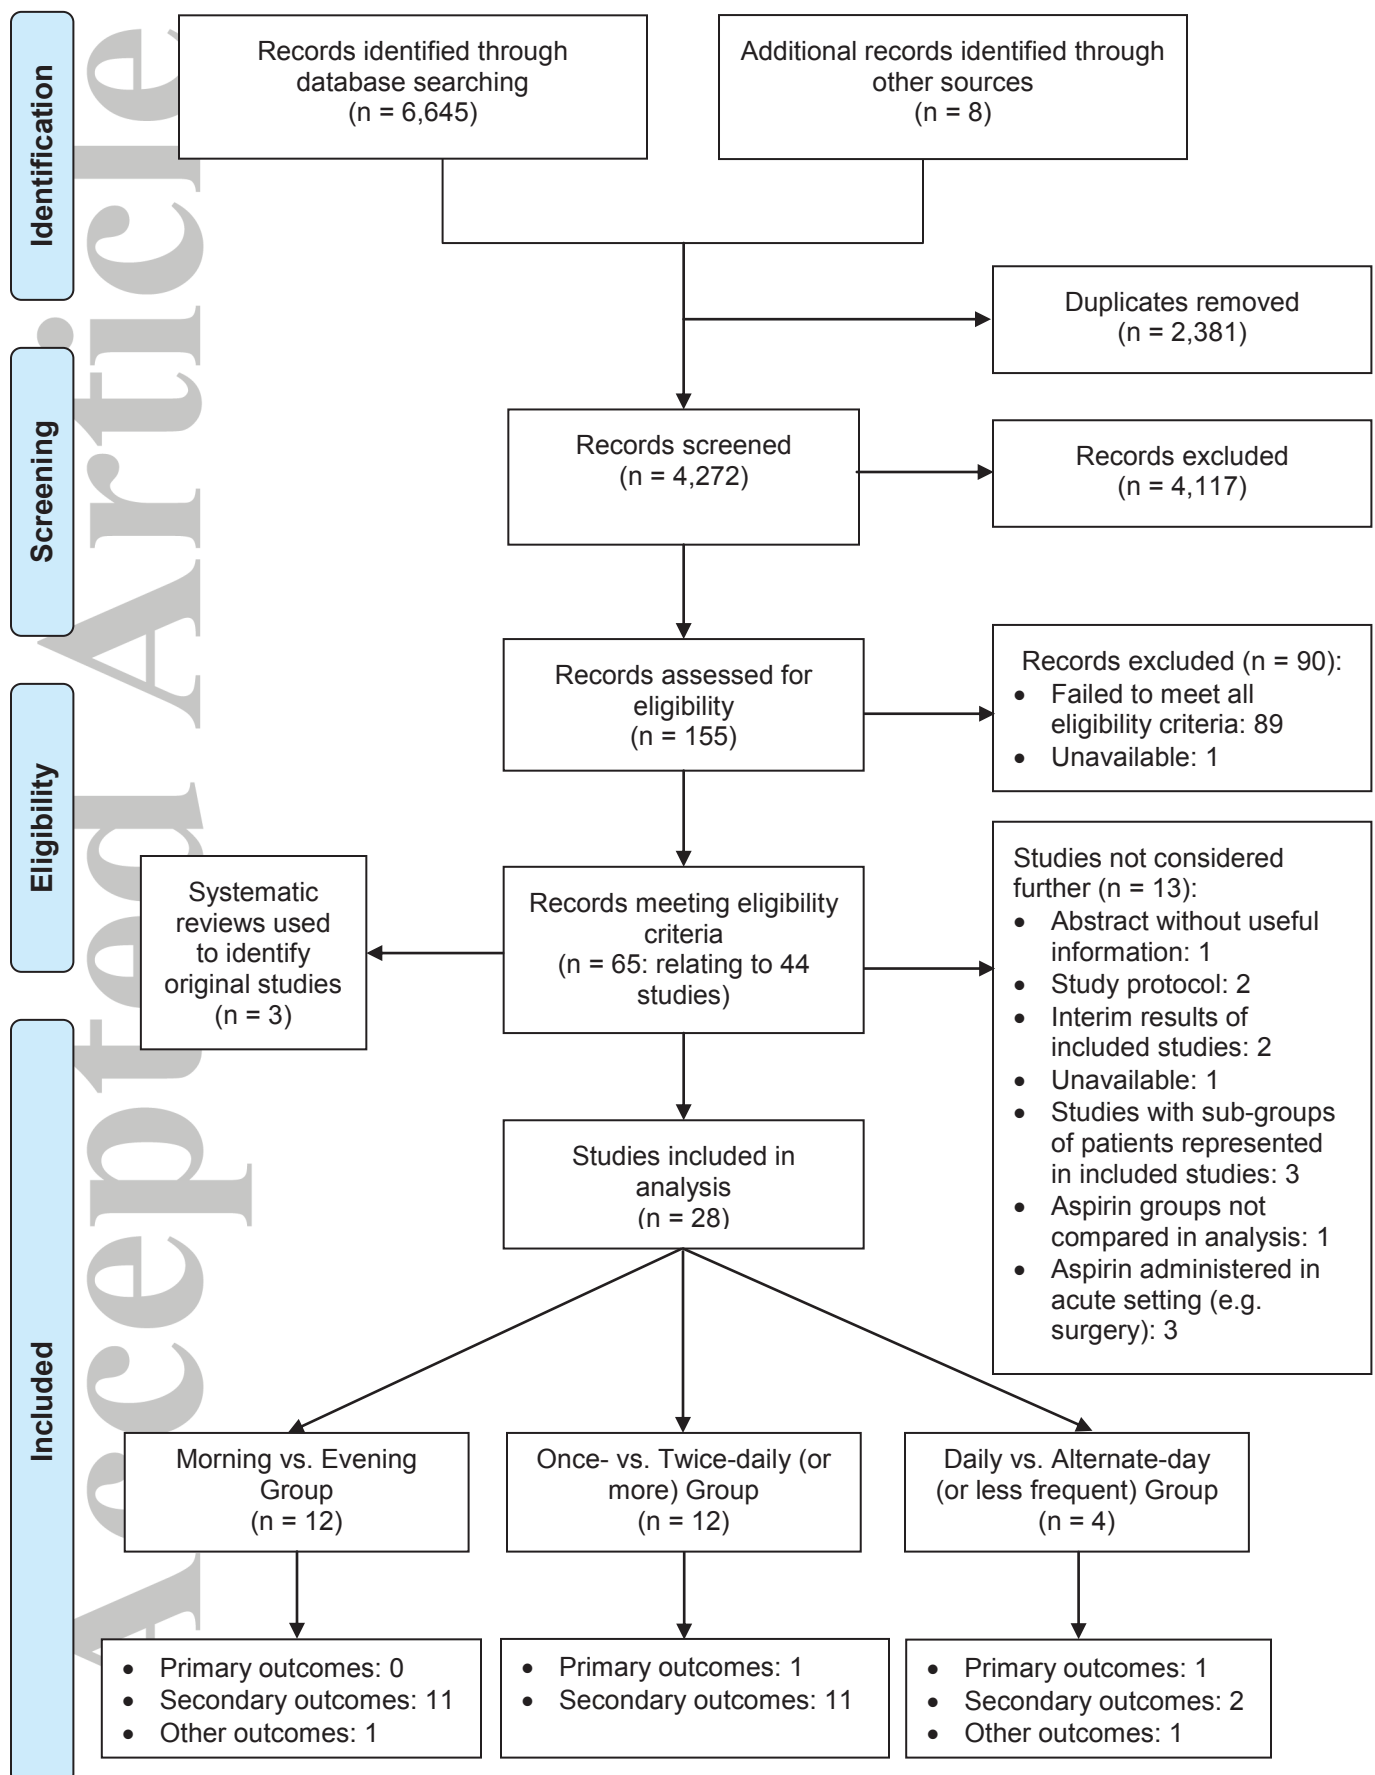 Accepted Article
Identification
Records identified through
database searching
(n = 6,645)
Additional records identified through
other sources
(n = 8)
Duplicates removed
(n = 2,381)
Screening
Records screened
(n = 4,272)
Records excluded
(n = 4,117)
Eligibility
Records assessed for
eligibility
(n = 155)
Records excluded (n = 90):
• Failed to meet all
eligibility criteria: 89
• Unavailable: 1
Systematic
reviews used
to identify
original studies
(n = 3)
Records meeting eligibility
criteria
(n = 65: relating to 44
studies)
Studies not considered
further (n = 13):
• Abstract without useful
information: 1
• Study protocol: 2
• Interim results of
included studies: 2
• Unavailable: 1
• Studies with sub-groups
of patients represented
in included studies: 3
• Aspirin groups not
compared in analysis: 1
• Aspirin administered in
acute setting (e.g.
surgery): 3
Included
Studies included in
analysis
(n = 28)
Morning vs. Evening
Group
(n = 12)
Once- vs. Twice-daily (or
more) Group
(n = 12)
Daily vs. Alternate-day
(or less frequent) Group
(n = 4)
• Primary outcomes: 0
• Secondary outcomes: 11
• Other outcomes: 1
• Primary outcomes: 1
• Secondary outcomes: 11
• Primary outcomes: 1
• Secondary outcomes: 2
• Other outcomes: 1